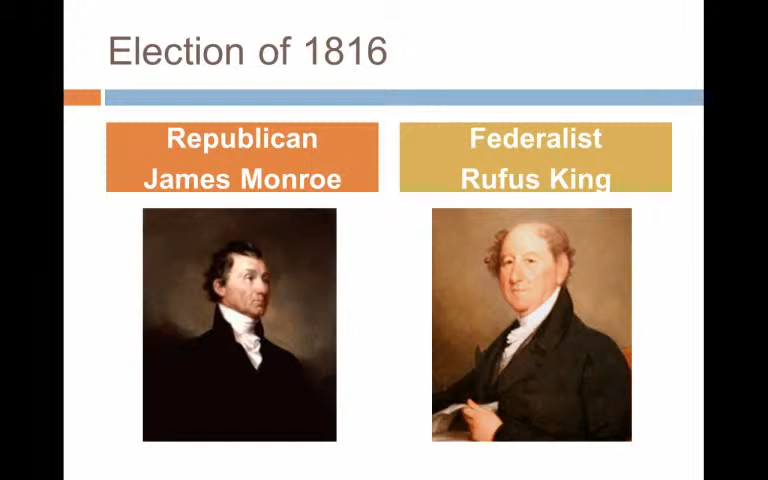 Election of 1816
Republican
James Monroe
Federalist
Rufus King